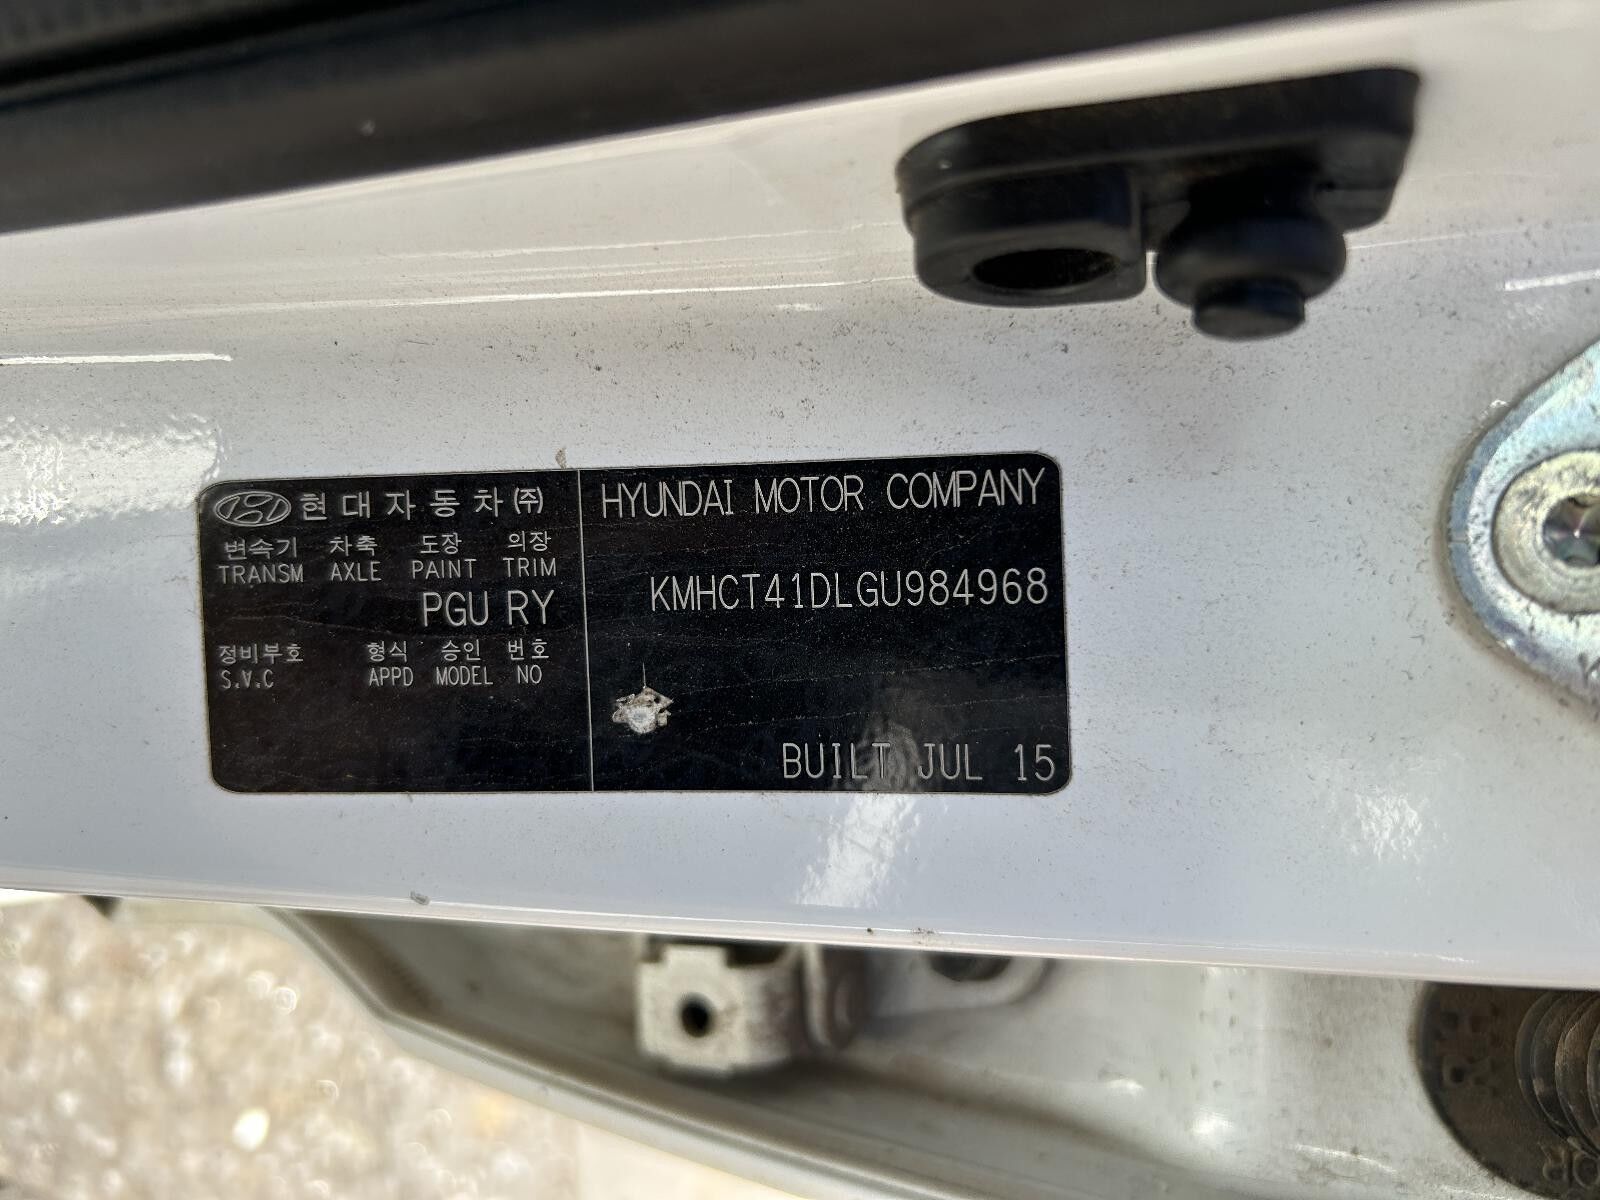 현대자동차㈜
변속기 차축 도장 의장
TRANSM AXLE PAINT TRIM
PGU RY
정비부호 형식 승인 번호
S.V.C APPD MODEL NO
HYUNDAI MOTOR COMPANY
KMHCT41DLGU984968
BUILT JUL 15